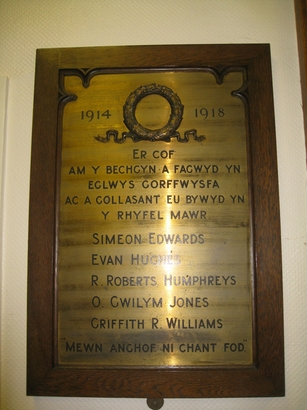 1914 1918
ER COF
AM Y BECHGYN A FAGWYD YN
EGLWYS GORFFWYSFA
AC A GOLLASANT EU BYWYD YN
Y RHYFEL MAWR
SIMEON EDWARDS
EVAN HUGHES
R. ROBERTS HUMPHREYS
O. GWILYM JONES
GRIFFITH R. WILLIAMS
MEWN ANGHOF NI CHANT FOD